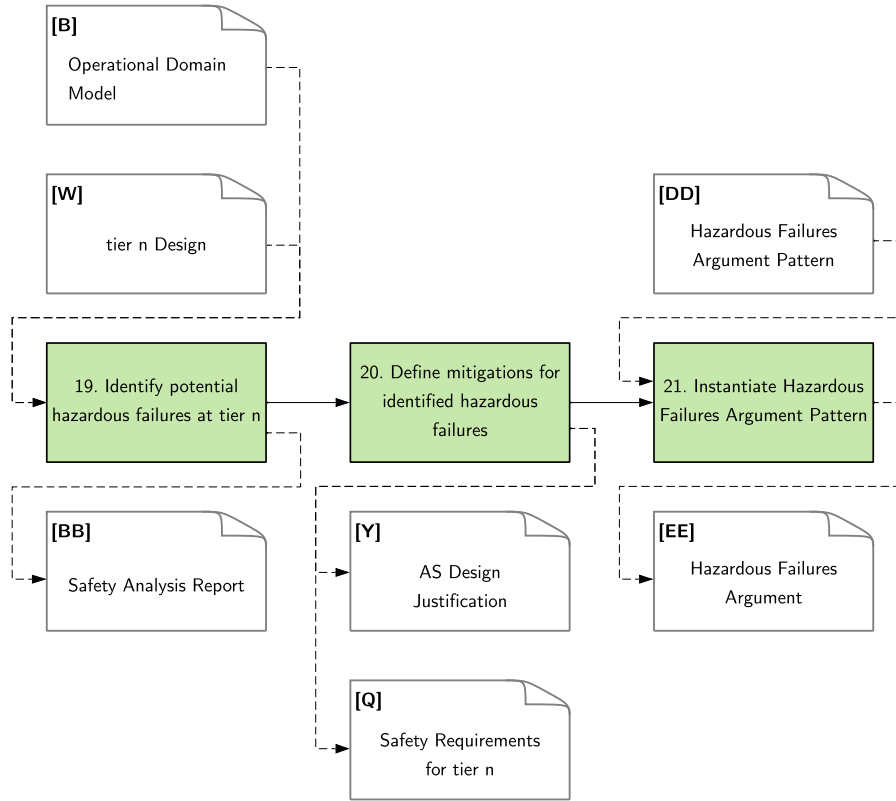 [B]
Operational Domain
Model
[W]
tier n Design
[DD]
Hazardous Failures
Argument Pattern
19. Identify potential
hazardous failures at tier n
20. Define mitigations for
identified hazardous
failures
21. Instantiate Hazardous
Failures Argument Pattern
[BB]
Safety Analysis Report
[Y]
AS Design
Justification
[EE]
Hazardous Failures
Argument
[Q]
Safety Requirements
for tier n